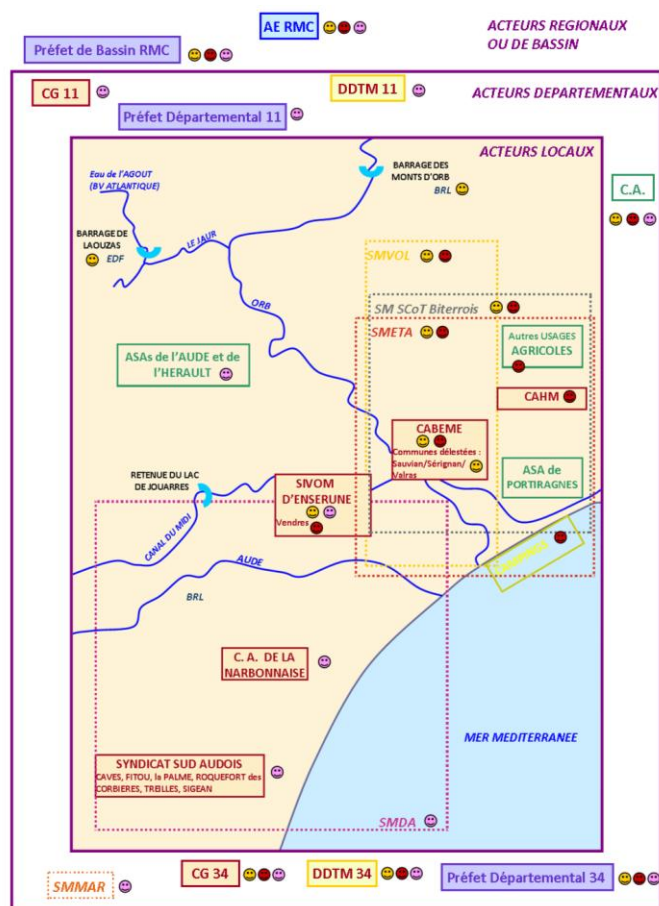 AE RMC
ACTEURS REGIONAUX
OU DE BASSIN
Préfet de Bassin RMC
CG 11
DDTM 11
ACTEURS DEPARTEMENTAUX
Préfet Départemental 11
ACTEURS LOCAUX
BARRAGE DES
MONTS D'ORB
BRL
Eau de l'AGOUT
(BV ATLANTIQUE)
C.A.
BARRAGE DE
LAOUZAS
EDF
LE JAUR
SMVOL
ORB
SM SCoT Biterrois
SMETA
Autres USAGES
AGRICOLES
ASAs de l'AUDE et de
l'HERAULT
CAHM
CABEME
Communes délestées :
Sauvian/Sérignan/
Valras
ASA de
PORTIRAGNES
RETENUE DU LAC
DE JOUARRES
SIVOM
D'ENSERUNE
Vendres
CANAL DU MIDI
AUDE
BRL
C. A. DE LA
NARBONNAISE
MER MEDITERRANEE
SYNDICAT SUD AUDOIS
CAVES, FITOU, la PALME, ROQUEFORT des
CORBIERES, TREILLES, SIGEAN
SMDA
CG 34
DDTM 34
Préfet Départemental 34
SMMAR